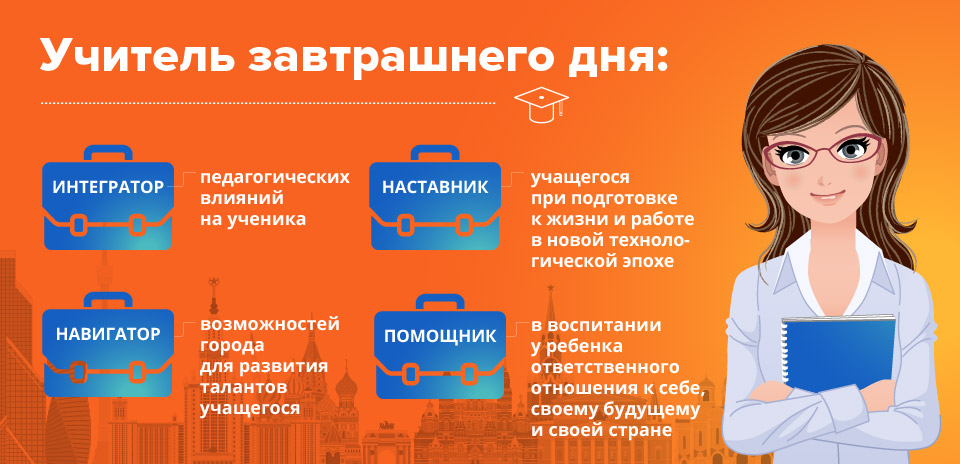 Учитель завтрашнего дня:
ИНТЕГРАТОР
педагогических
влияний
на ученика
НАСТАВНИК
учащегося
при подготовке
к жизни и работе
в новой техноло-
гической эпохе
НАВИГАТОР
возможностей
города
для развития
талантов
учащегося
ПОМОЩНИК
в воспитании
у ребенка
ответственного
отношения к себе,
своему будущему
и своей стране